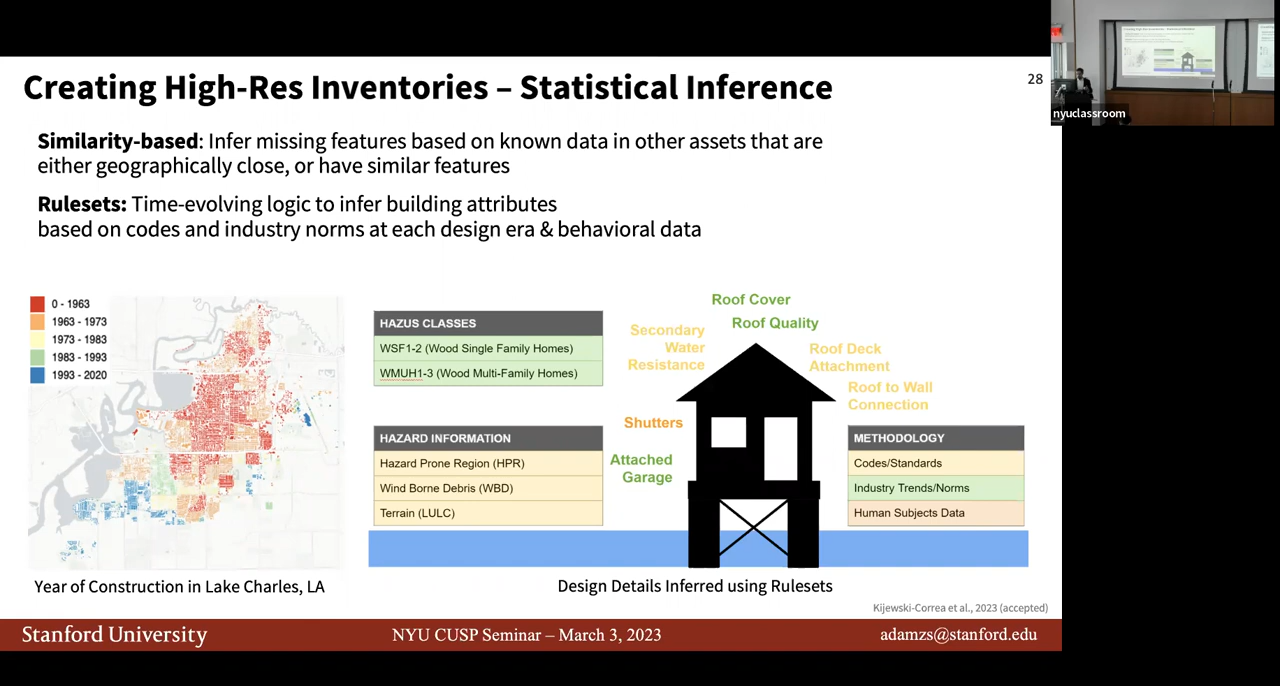 Creating High-Res Inventories – Statistical Inference
28
nyuclassroom
Similarity-based: Infer missing features based on known data in other assets that are
either geographically close, or have similar features
Rulesets: Time-evolving logic to infer building attributes
based on codes and industry norms at each design era & behavioral data
0 - 1963
1963 - 1973
1973 - 1983
1983 - 1993
1993 - 2020
Year of Construction in Lake Charles, LA
HAZUS CLASSES
WSF1-2 (Wood Single Family Homes)
WMUH1-3 (Wood Multi-Family Homes)
HAZARD INFORMATION
Hazard Prone Region (HPR)
Wind Borne Debris (WBD)
Terrain (LULC)
Roof Cover
Roof Quality
Secondary
Water
Resistance
Roof Deck
Attachment
Roof to Wall
Connection
Shutters
Attached
Garage
METHODOLOGY
Codes/Standards
Industry Trends/Norms
Human Subjects Data
Design Details Inferred using Rulesets
Kijewski-Correa et al., 2023 (accepted)
Stanford University
NYU CUSP Seminar – March 3, 2023
adamzs@stanford.edu